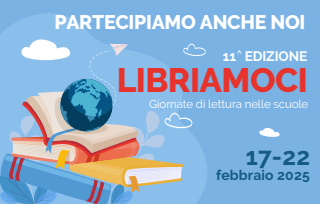 PARTECIPIAMO ANCHE NOI
11^ EDIZIONE
LIBRIAMOCI
Giornate di lettura nelle scuole
17-22
febbraio 2025